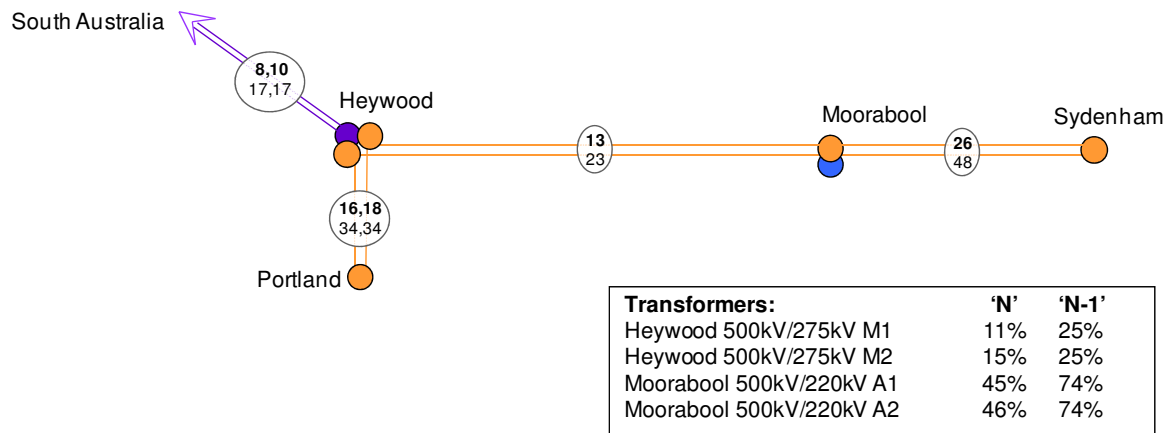 South Australia
8,10
17,17
Heywood
Moorabool
Sydenham
13
23
26
48
16,18
34,34
Portland
Transformers: ‘N’ ‘N-1’
Heywood 500kV/275kV M1 11% 25%
Heywood 500kV/275kV M2 15% 25%
Moorabool 500kV/220kV A1 45% 74%
Moorabool 500kV/220kV A2 46% 74%